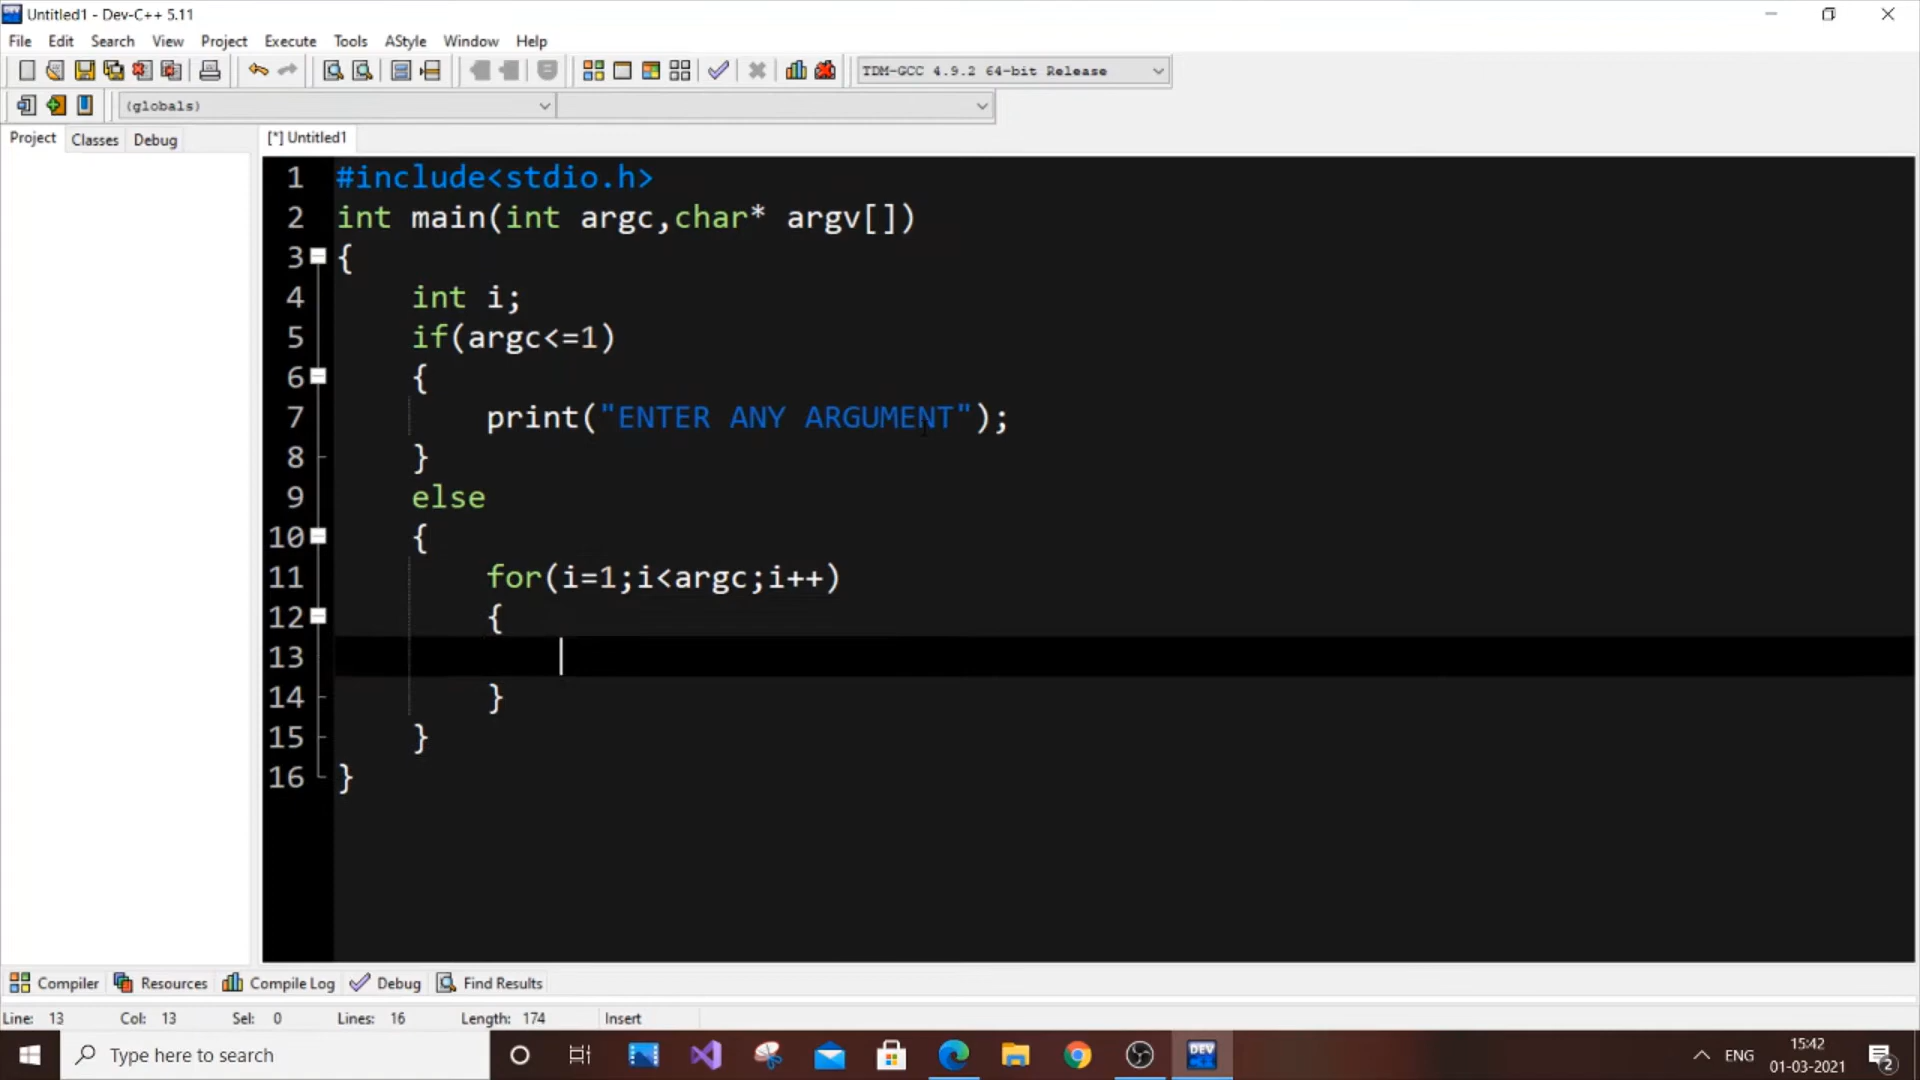 Untitled1 - Dev-C++ 5.11
File Edit Search View Project Execute Tools AStyle Window Help
TDM-GCC 4.9.2 64-bit Release
(globals)
Project Classes Debug [*] Untitled1
1 #include<stdio.h>
2 int main(int argc,char* argv[])
3 {
4 int i;
5 if(argc<=1)
6 {
7 print("ENTER ANY ARGUMENT");
8 }
9 else
10 {
11 for(i=1;i<argc;i++)
12 {
13
14 }
15 }
16 }
Compiler Resources Compile Log Debug Find Results
Line: 13 Col: 13 Sel: 0 Lines: 16 Length: 174 Insert
Type here to search
DEV
ENG
15:42
01-03-2021
2